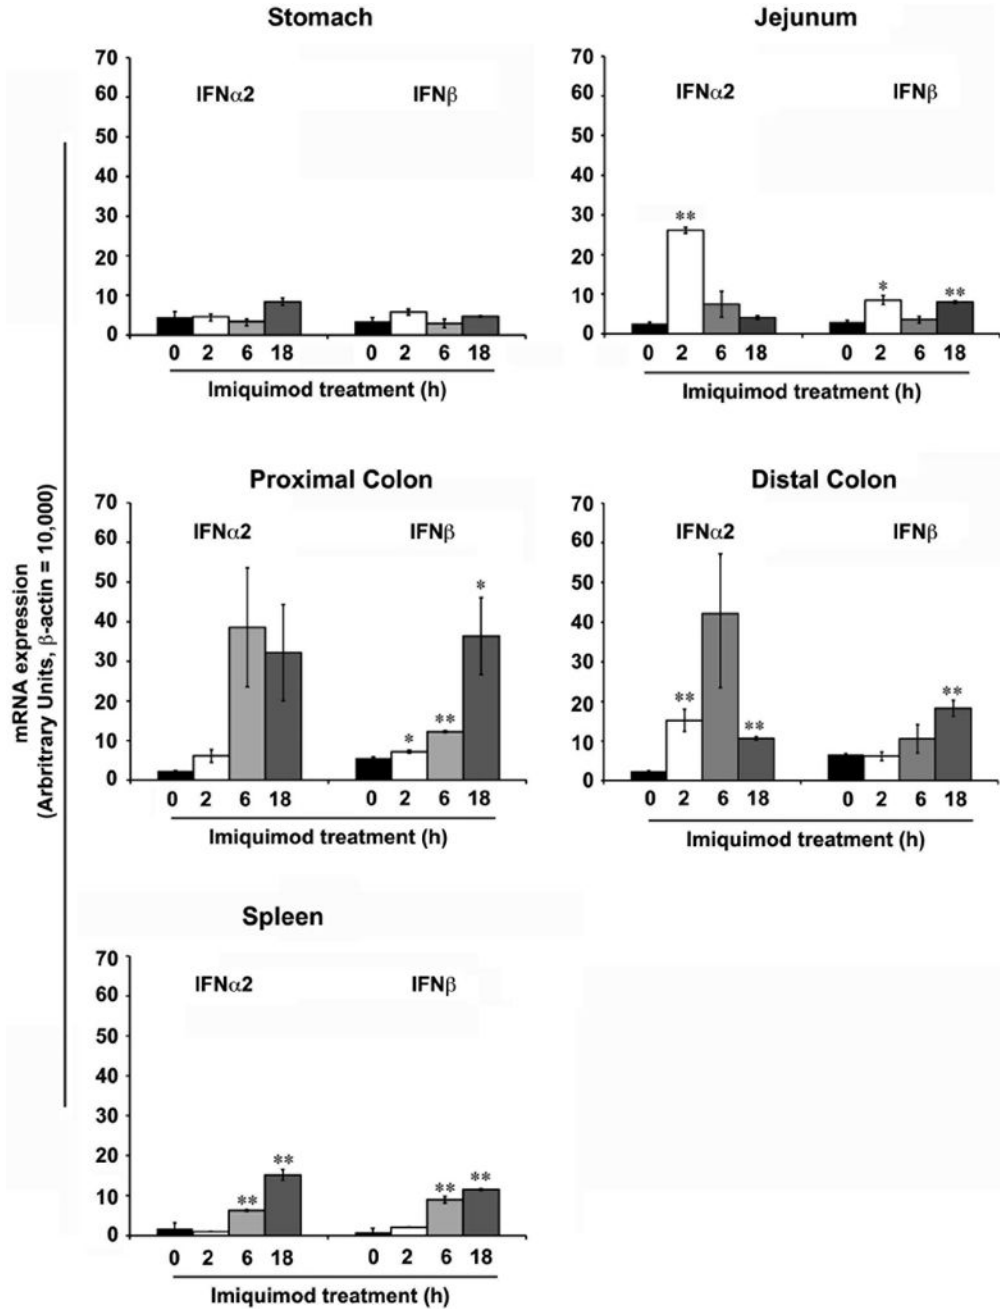 Stomach
70
60
50
40
30
20
10
0
IFNα2
IFNβ
0 2 6 18 0 2 6 18
Imiquimod treatment (h)
Jejunum
70
60
50
40
30
20
10
0
IFNα2
IFNβ
**
*
**
0 2 6 18 0 2 6 18
Imiquimod treatment (h)
mRNA expression
(Arbritrary Units, β-actin = 10,000)
Proximal Colon
70
60
50
40
30
20
10
0
IFNα2
IFNβ
*
**
*
0 2 6 18 0 2 6 18
Imiquimod treatment (h)
Distal Colon
70
60
50
40
30
20
10
0
IFNα2
IFNβ
**
**
**
0 2 6 18 0 2 6 18
Imiquimod treatment (h)
Spleen
70
60
50
40
30
20
10
0
IFNα2
IFNβ
**
**
**
**
0 2 6 18 0 2 6 18
Imiquimod treatment (h)